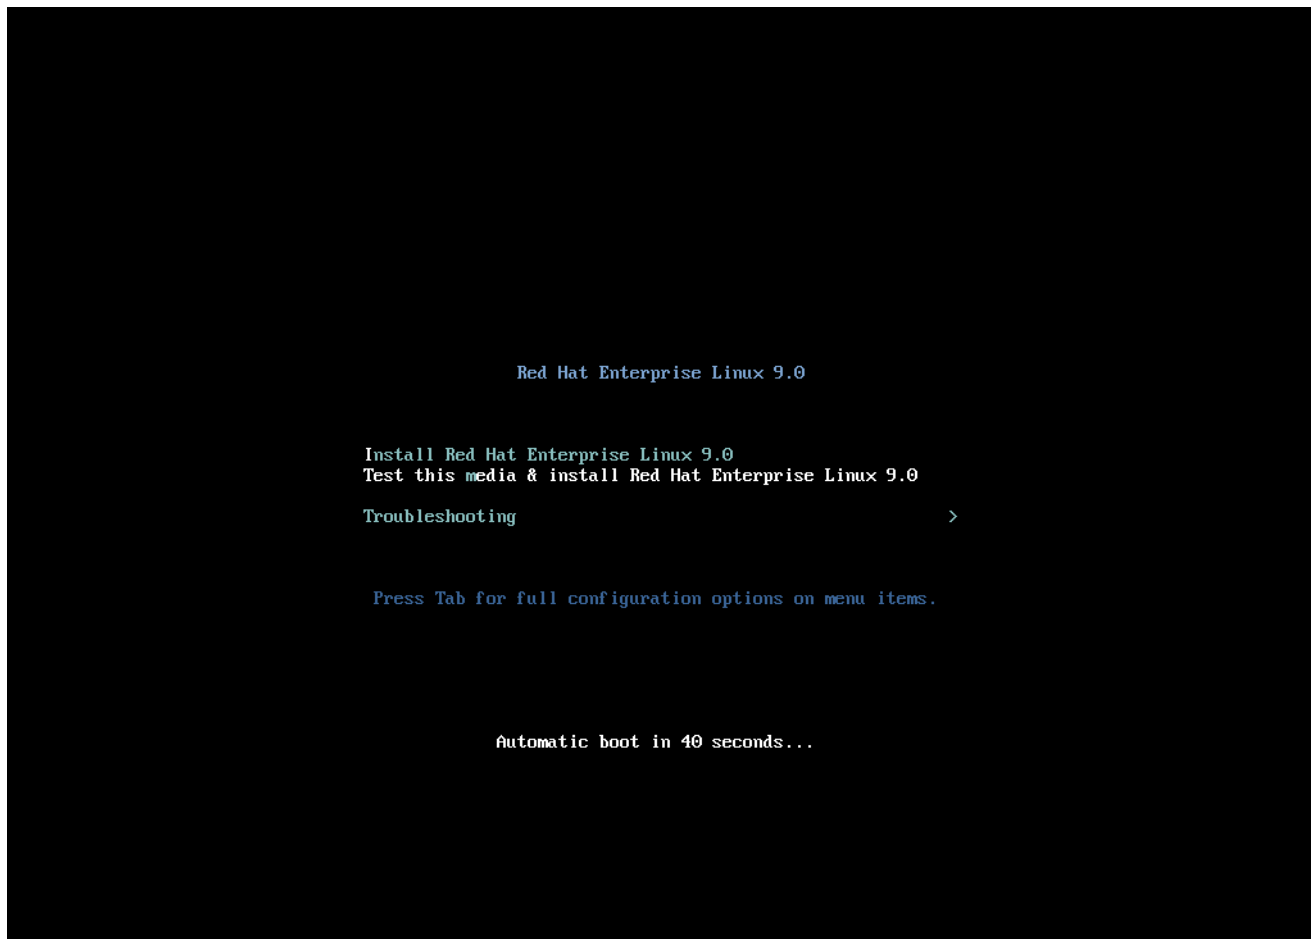 Red Hat Enterprise Linux 9.0
Install Red Hat Enterprise Linux 9.0
Test this media & install Red Hat Enterprise Linux 9.0
Troubleshooting >
Press Tab for full configuration options on menu items.
Automatic boot in 40 seconds...